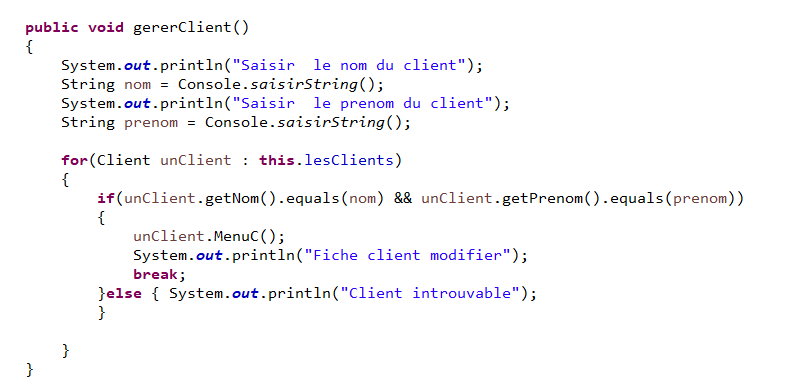 public void gererClient()
{
    System.out.println("Saisir  le nom du client");
    String nom = Console.saisirString();
    System.out.println("Saisir  le prenom du client");
    String prenom = Console.saisirString();

    for(Client unClient : this.lesClients)
    {
        if(unClient.getNom().equals(nom) && unClient.getPrenom().equals(prenom))
        {
            unClient.MenuC();
            System.out.println("Fiche client modifier");
            break;
        }else { System.out.println("Client introuvable");
        }

    }
}